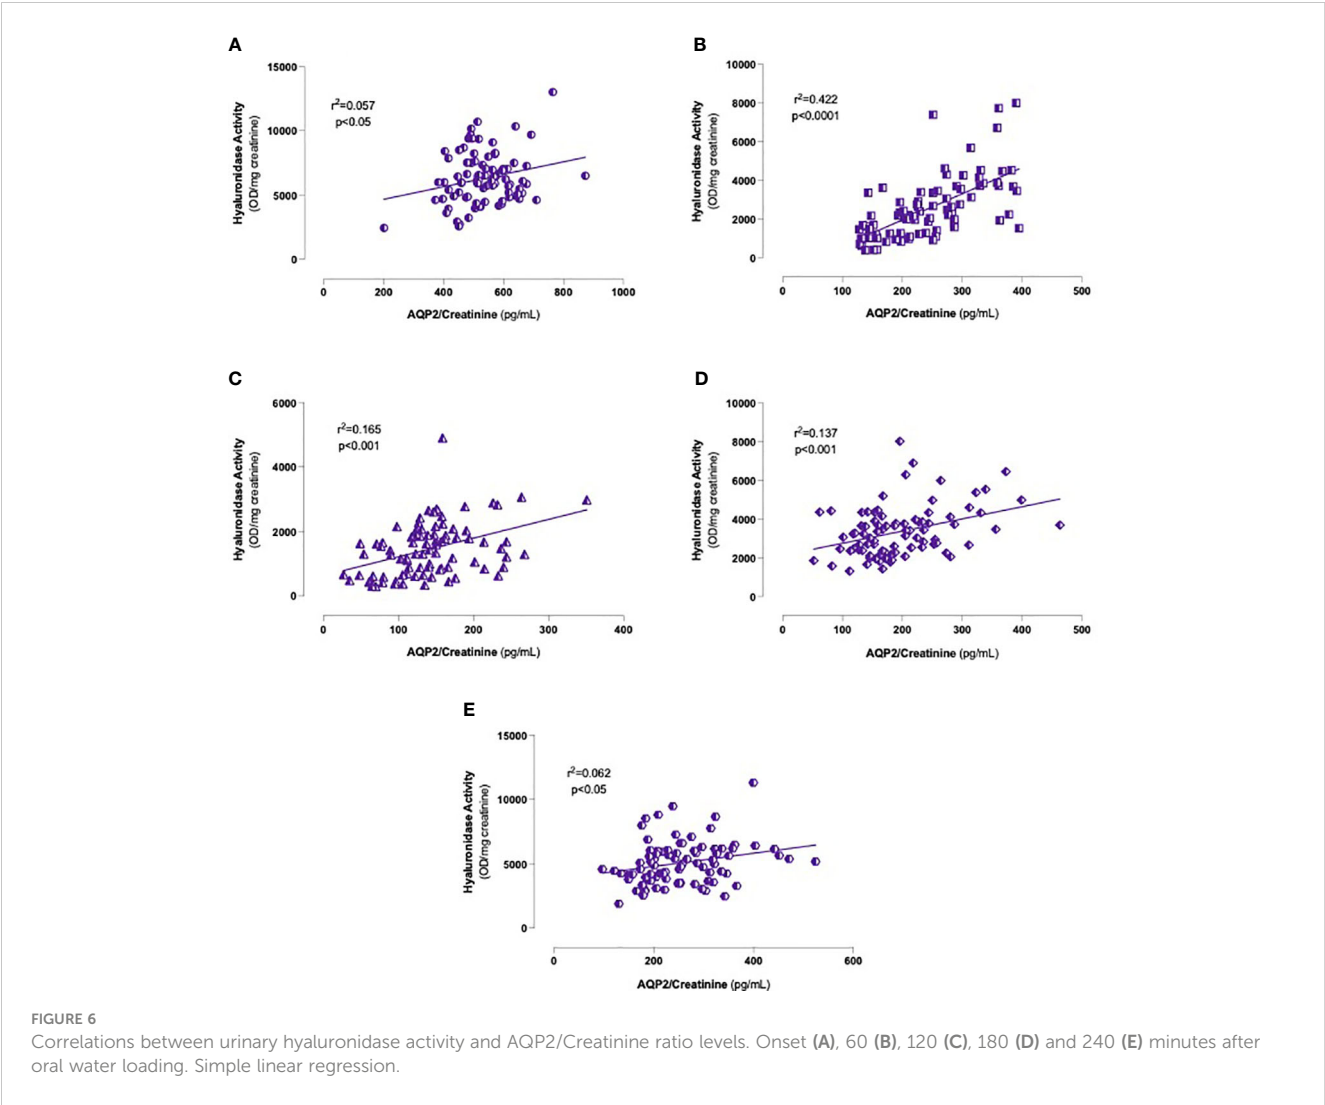 A
15000
10000
5000
0
Hyaluronidase Activity
(OD/mg creatinine)
r²=0.057
p<0.05
0 200 400 600 800 1000
AQP2/Creatinine (pg/mL)
B
10000
8000
6000
4000
2000
0
Hyaluronidase Activity
(OD/mg creatinine)
r²=0.422
p<0.0001
0 100 200 300 400 500
AQP2/Creatinine (pg/mL)
C
6000
4000
2000
0
Hyaluronidase Activity
(OD/mg creatinine)
r²=0.165
p<0.001
0 100 200 300 400
AQP2/Creatinine (pg/mL)
D
10000
8000
6000
4000
2000
0
Hyaluronidase Activity
(OD/mg creatinine)
r²=0.137
p<0.001
0 100 200 300 400 500
AQP2/Creatinine (pg/mL)
E
15000
10000
5000
0
Hyaluronidase Activity
(OD/mg creatinine)
r²=0.062
p<0.05
0 200 400 600
AQP2/Creatinine (pg/mL)
FIGURE 6
Correlations between urinary hyaluronidase activity and AQP2/Creatinine ratio levels. Onset (A), 60 (B), 120 (C), 180 (D) and 240 (E) minutes after
oral water loading. Simple linear regression.